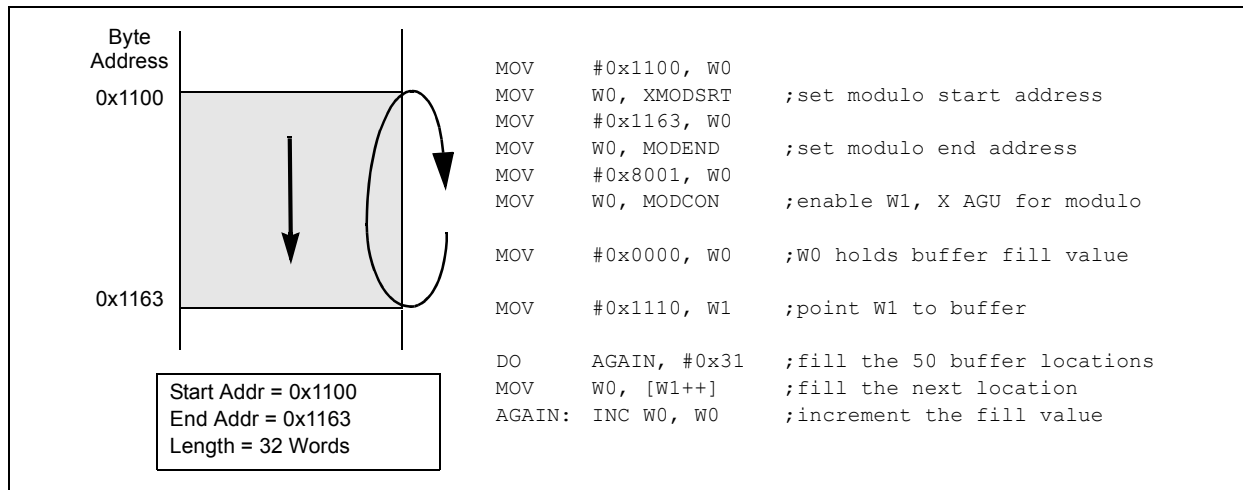 Byte
Address
0x1100
0x1163
Start Addr = 0x1100
End Addr = 0x1163
Length = 32 Words
MOV #0x1100, W0
MOV W0, XMODSRT ;set modulo start address
MOV #0x1163, W0
MOV W0, MODEND ;set modulo end address
MOV #0x8001, W0
MOV W0, MODCON ;enable W1, X AGU for modulo
MOV #0x0000, W0 ;W0 holds buffer fill value
MOV #0x1110, W1 ;point W1 to buffer
DO AGAIN, #0x31 ;fill the 50 buffer locations
MOV W0, [W1++] ;fill the next location
AGAIN: INC W0, W0 ;increment the fill value